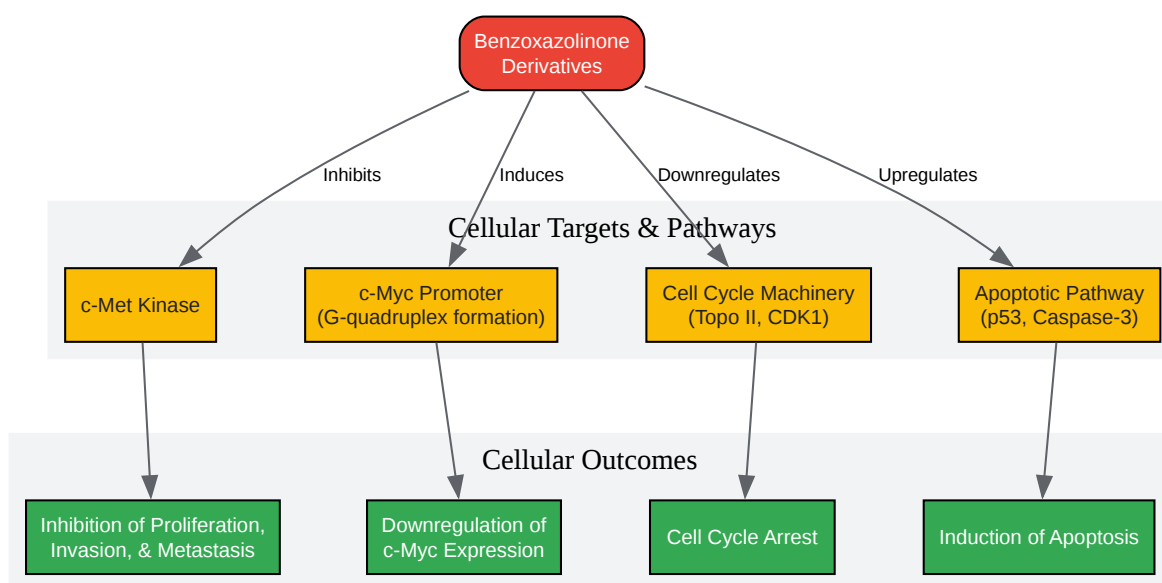 Benzoxazolinone
Derivatives
Inhibits
Induces
Downregulates
Upregulates
Cellular Targets & Pathways
c-Met Kinase
c-Myc Promoter
(G-quadruplex formation)
Cell Cycle Machinery
(Topo II, CDK1)
Apoptotic Pathway
(p53, Caspase-3)
Cellular Outcomes
Inhibition of Proliferation,
Invasion, & Metastasis
Downregulation of
c-Myc Expression
Cell Cycle Arrest
Induction of Apoptosis